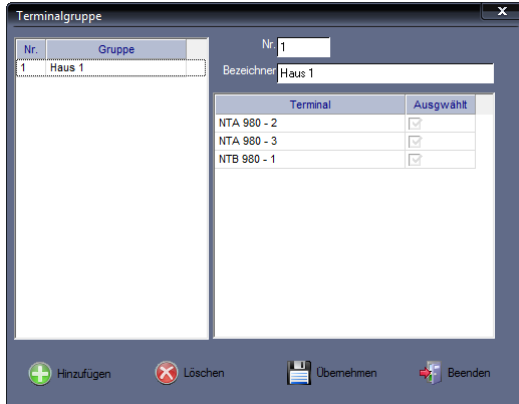 Terminalgruppe
x
Nr. Gruppe
1 Haus 1
Nr. 1
Bezeichner Haus 1
Terminal Ausgwählt
NTA 980 - 2
NTA 980 - 3
NTB 980 - 1
Hinzufügen Löschen Übernehmen Beenden